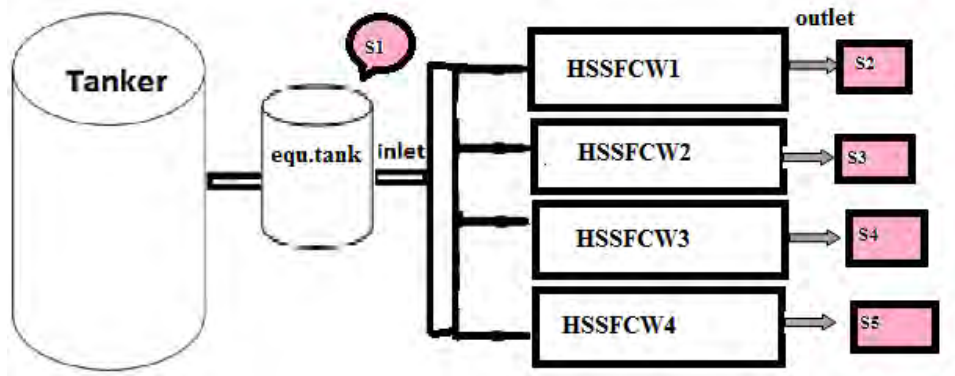 outlet
S1
Tanker
HSSFCW1
S2
equ.tank
inlet
HSSFCW2
S3
HSSFCW3
S4
HSSFCW4
S5